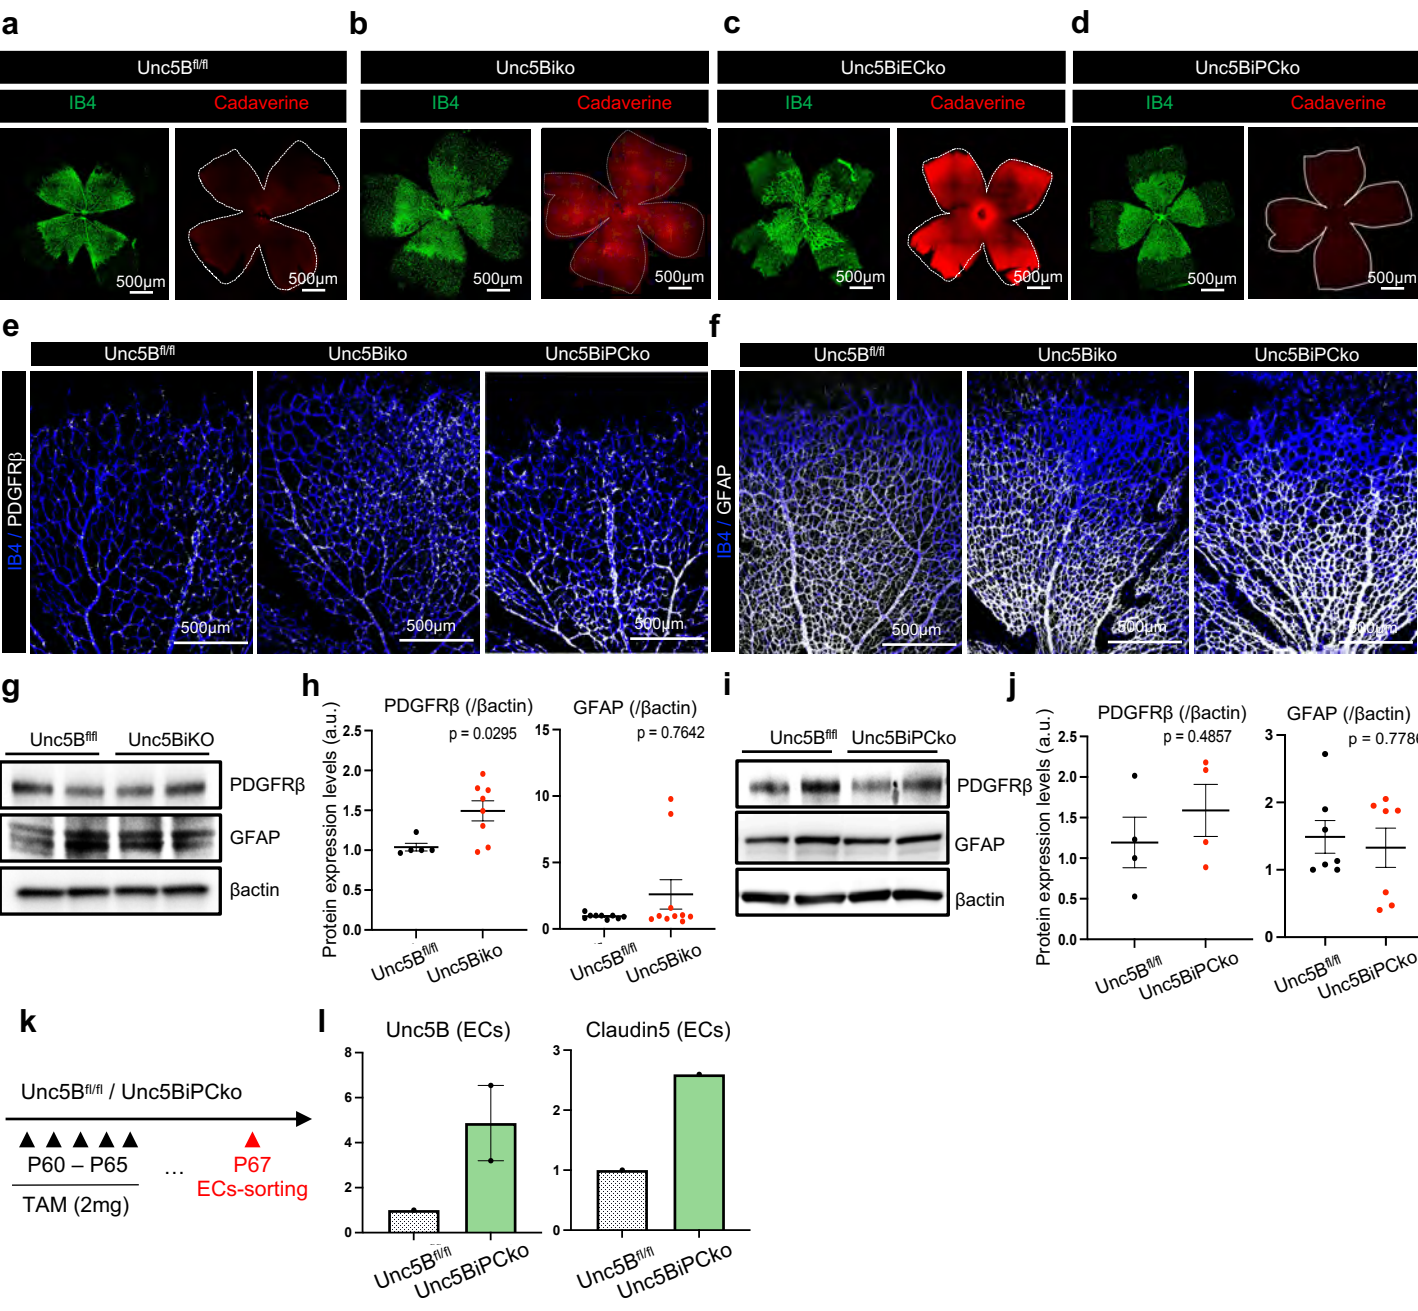 a
b
c
d
Unc5Bfl/fl
Unc5Biko
Unc5BiECko
Unc5BiPCko
IB4
Cadaverine
IB4
Cadaverine
IB4
Cadaverine
IB4
Cadaverine
500µm
500µm
500µm
500µm
500µm
500µm
500µm
500µm
e
f
Unc5Bfl/fl
Unc5Biko
Unc5BiPCko
Unc5Bfl/fl
Unc5Biko
Unc5BiPCko
IB4 / PDGFRβ
IB4 / GFAP
500µm
500µm
500µm
500µm
500µm
500µm
g
Unc5Bflfl
Unc5BiKO
PDGFRβ
GFAP
βactin
h
Protein expression levels (a.u.)
PDGFRβ (/βactin)
p = 0.0295
2.5
2.0
1.5
1.0
0.5
0.0
Unc5Bfl/fl
Unc5Biko
GFAP (/βactin)
p = 0.7642
15
10
5
0
Unc5Bfl/fl
Unc5Biko
i
Unc5Bflfl
Unc5BiPCko
PDGFRβ
GFAP
βactin
j
Protein expression levels (a.u.)
PDGFRβ (/βactin)
p = 0.4857
2.5
2.0
1.5
1.0
0.5
0.0
Unc5Bfl/fl
Unc5BiPCko
GFAP (/βactin)
p = 0.7786
3
2
1
0
Unc5Bfl/fl
Unc5BiPCko
k
Unc5Bfl/fl / Unc5BiPCko
P60 – P65
...
P67
ECs-sorting
TAM (2mg)
l
Unc5B (ECs)
8
6
4
2
0
Unc5Bfl/fl
Unc5BiPCko
Claudin5 (ECs)
3
2
1
0
Unc5Bfl/fl
Unc5BiPCko